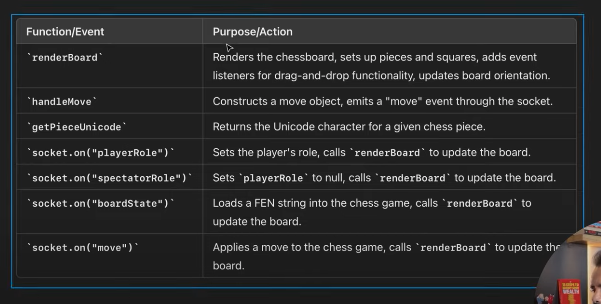 Function/Event Purpose/Action
`renderBoard` Renders the chessboard, sets up pieces and squares, adds event
listeners for drag-and-drop functionality, updates board orientation.
`handleMove` Constructs a move object, emits a "move" event through the socket.
`getPieceUnicode` Returns the Unicode character for a given chess piece.
`socket.on("playerRole")` Sets the player's role, calls `renderBoard` to update the board.
`socket.on("spectatorRole")` Sets `playerRole` to null, calls `renderBoard` to update the board.
`socket.on("boardState")` Loads a FEN string into the chess game, calls `renderBoard` to
update the board.
`socket.on("move")` Applies a move to the chess game, calls `renderBoard` to update the
board.
WEALTH